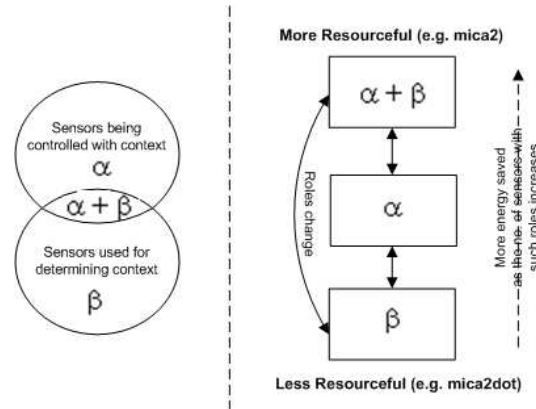 Sensors being
controlled with context
α
α + β
Sensors used for
determining context
β
More Resourceful (e.g. mica2)
α + β
α
β
Roles change
Less Resourceful (e.g. mica2dot)
More energy saved
as the no. of sensors with
such roles increases